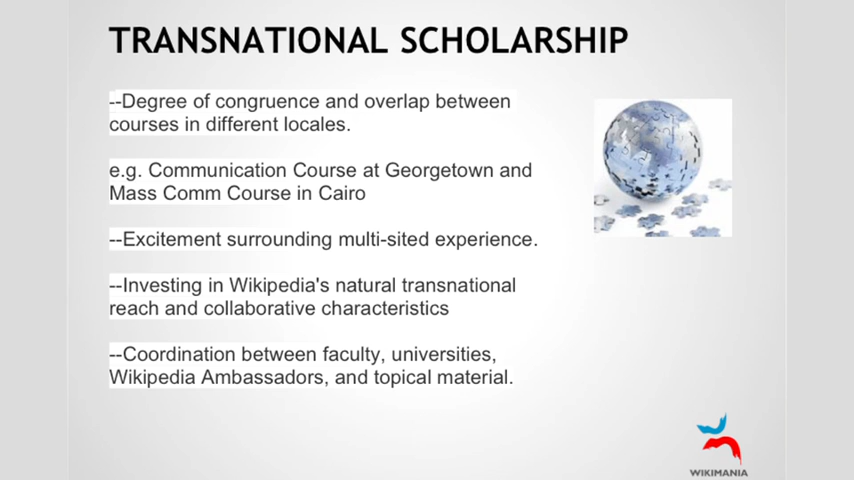 TRANSNATIONAL SCHOLARSHIP
--Degree of congruence and overlap between
courses in different locales.
e.g. Communication Course at Georgetown and
Mass Comm Course in Cairo
--Excitement surrounding multi-sited experience.
--Investing in Wikipedia's natural transnational
reach and collaborative characteristics
--Coordination between faculty, universities,
Wikipedia Ambassadors, and topical material.
WIKIMANIA